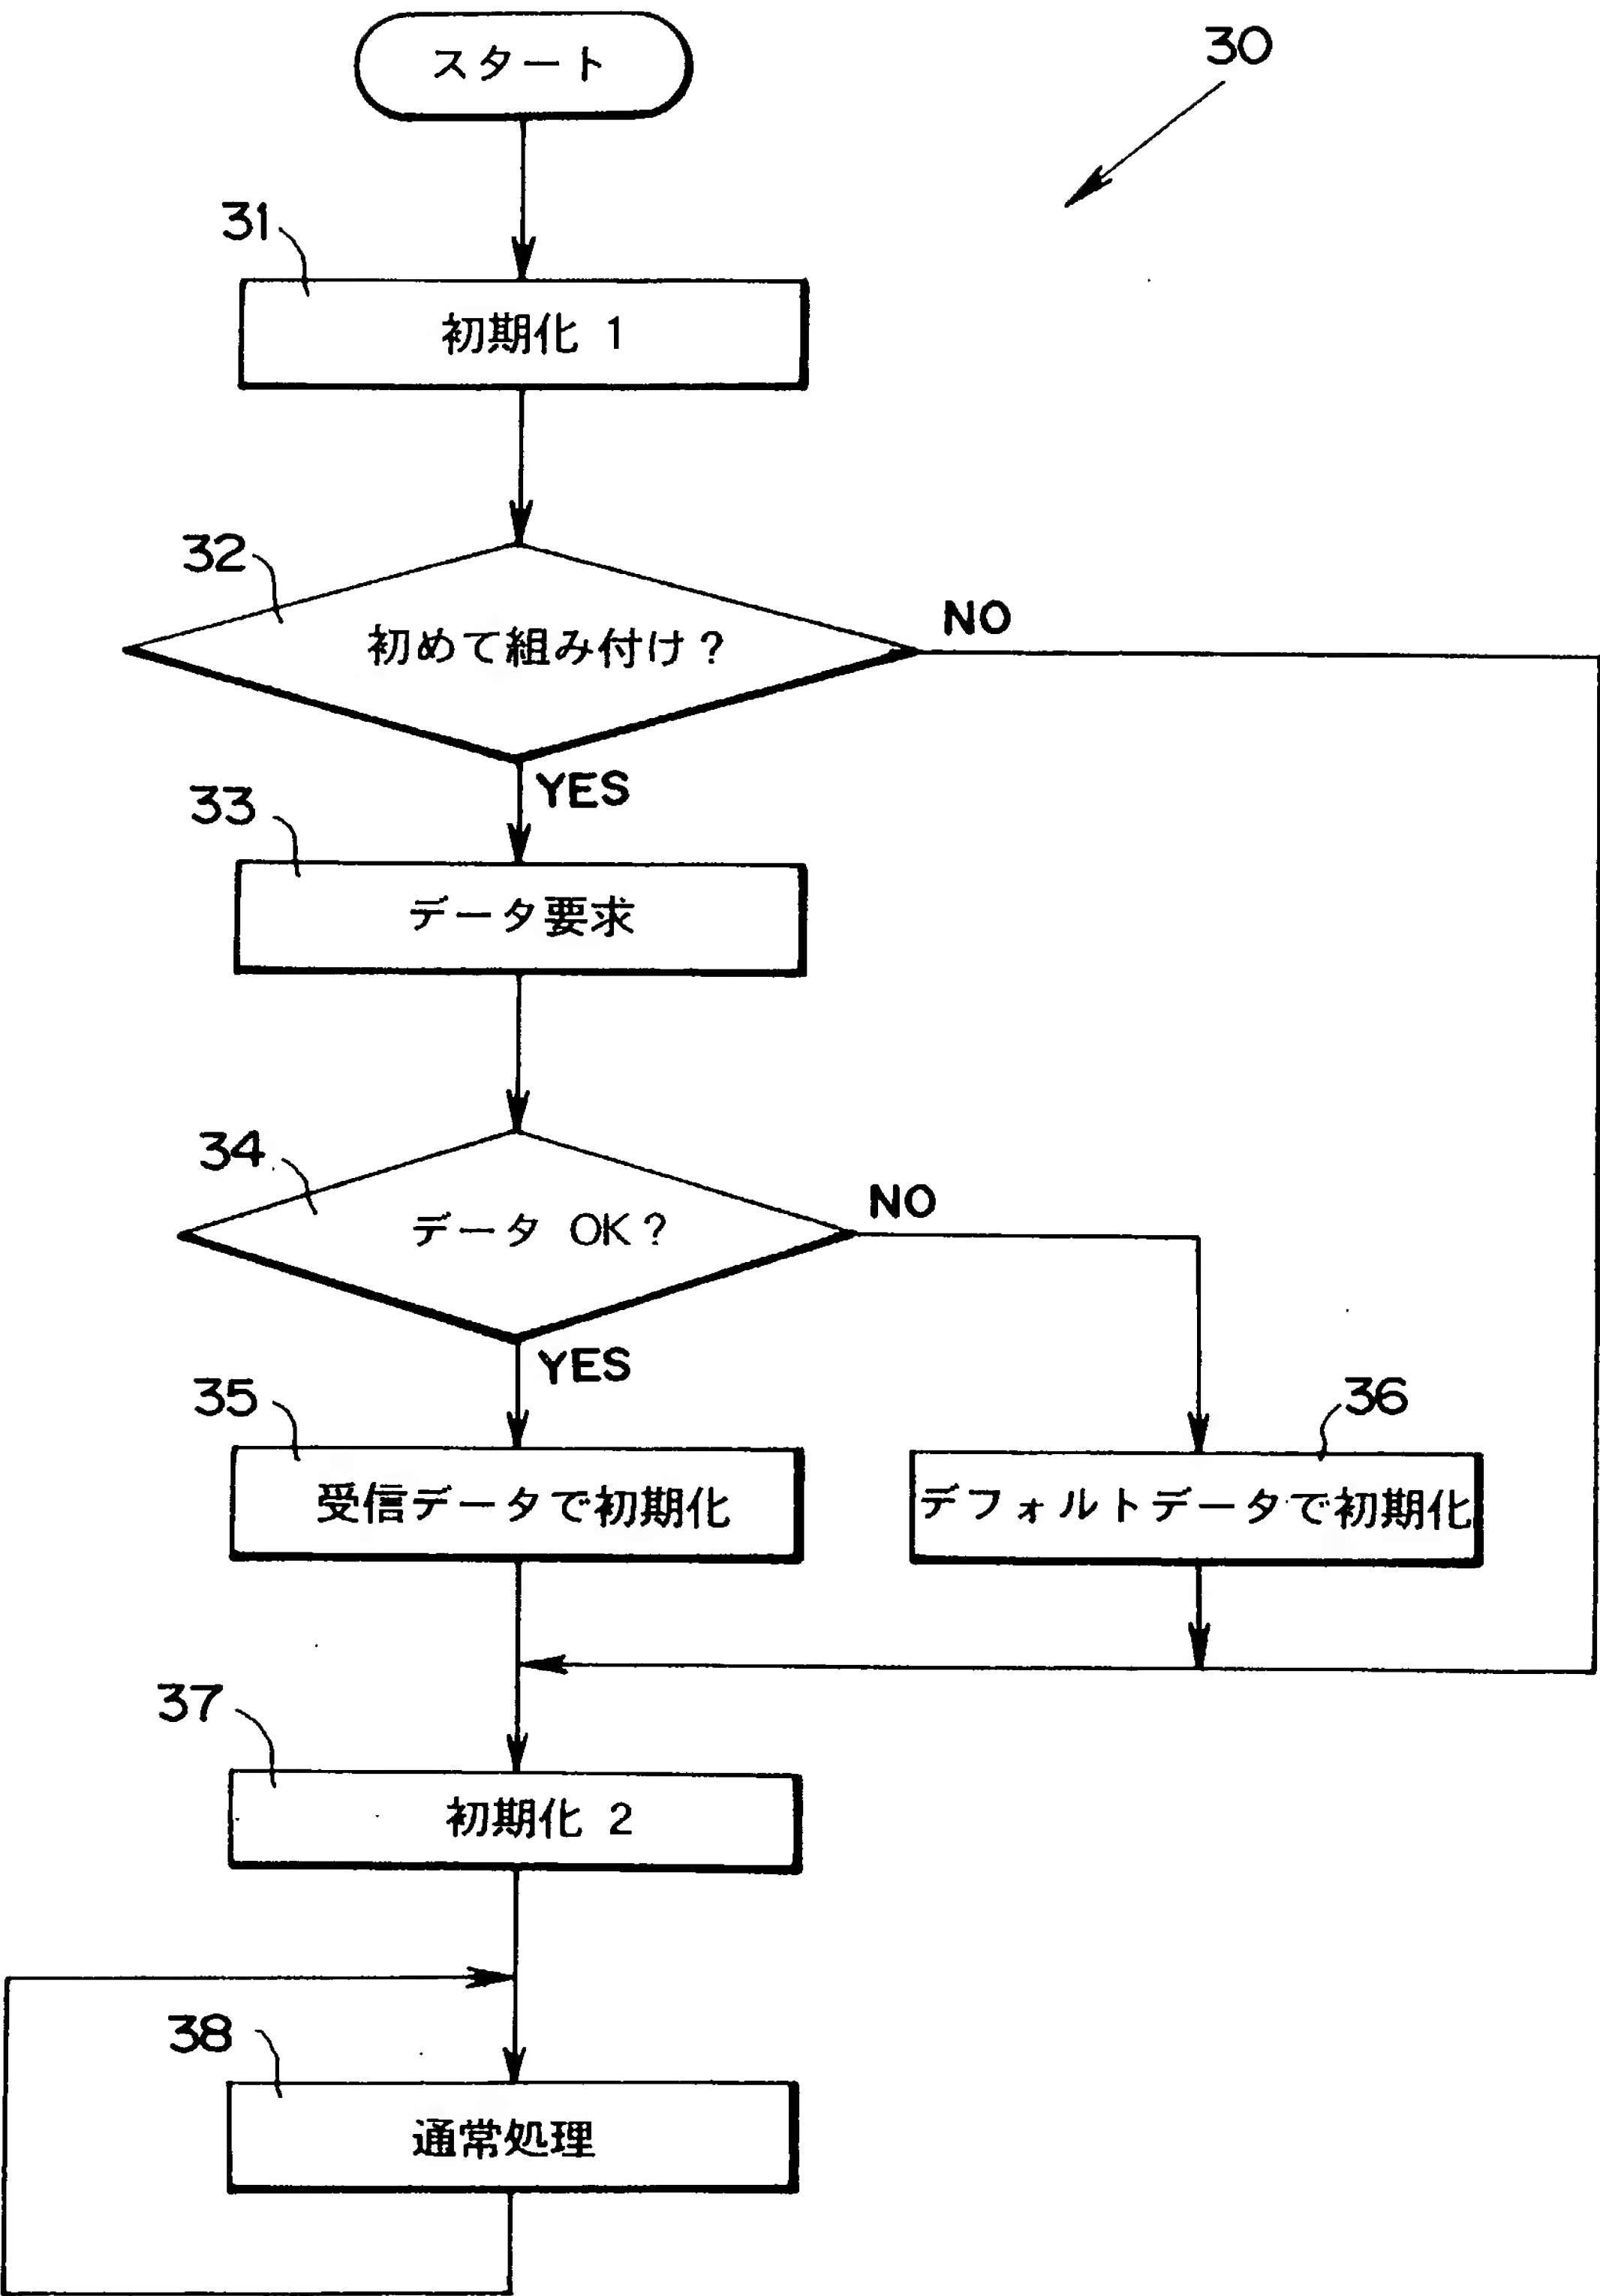 スタート
30
31
初期化 1
32
初めて組み付け?
NO
YES
33
データ要求
34
データ OK?
NO
YES
35
受信データで初期化
36
デフォルトデータで初期化
37
初期化 2
38
通常処理